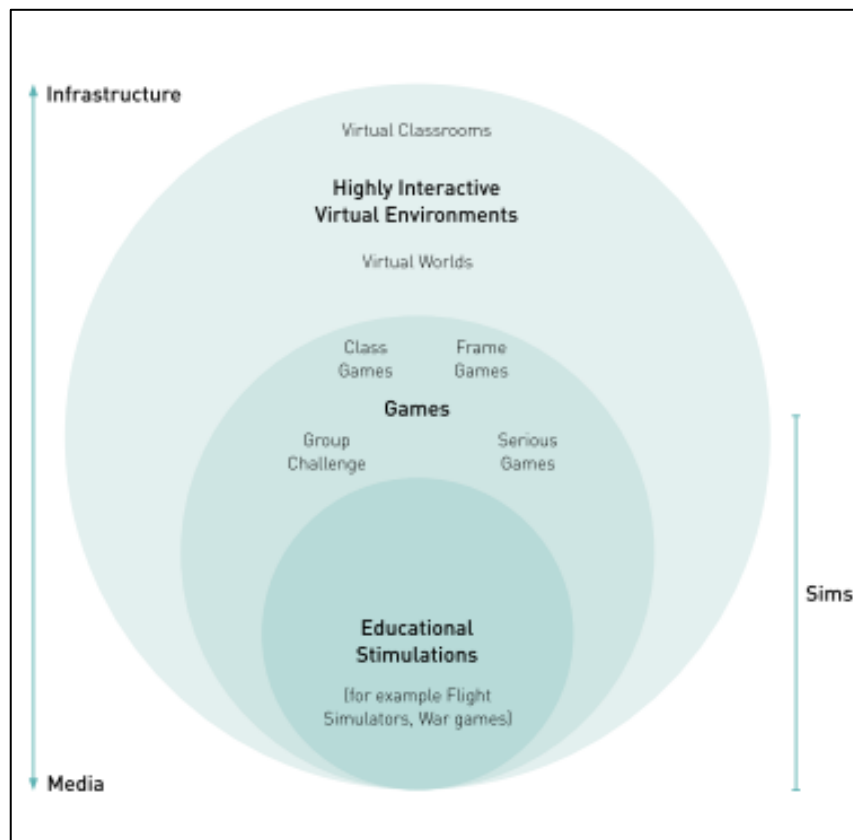 Infrastructure
Virtual Classrooms
Highly Interactive
Virtual Environments
Virtual Worlds
Class
Games
Frame
Games
Games
Group
Challenge
Serious
Games
Sims
Educational
Stimulations
(for example Flight
Simulators, War games)
Media